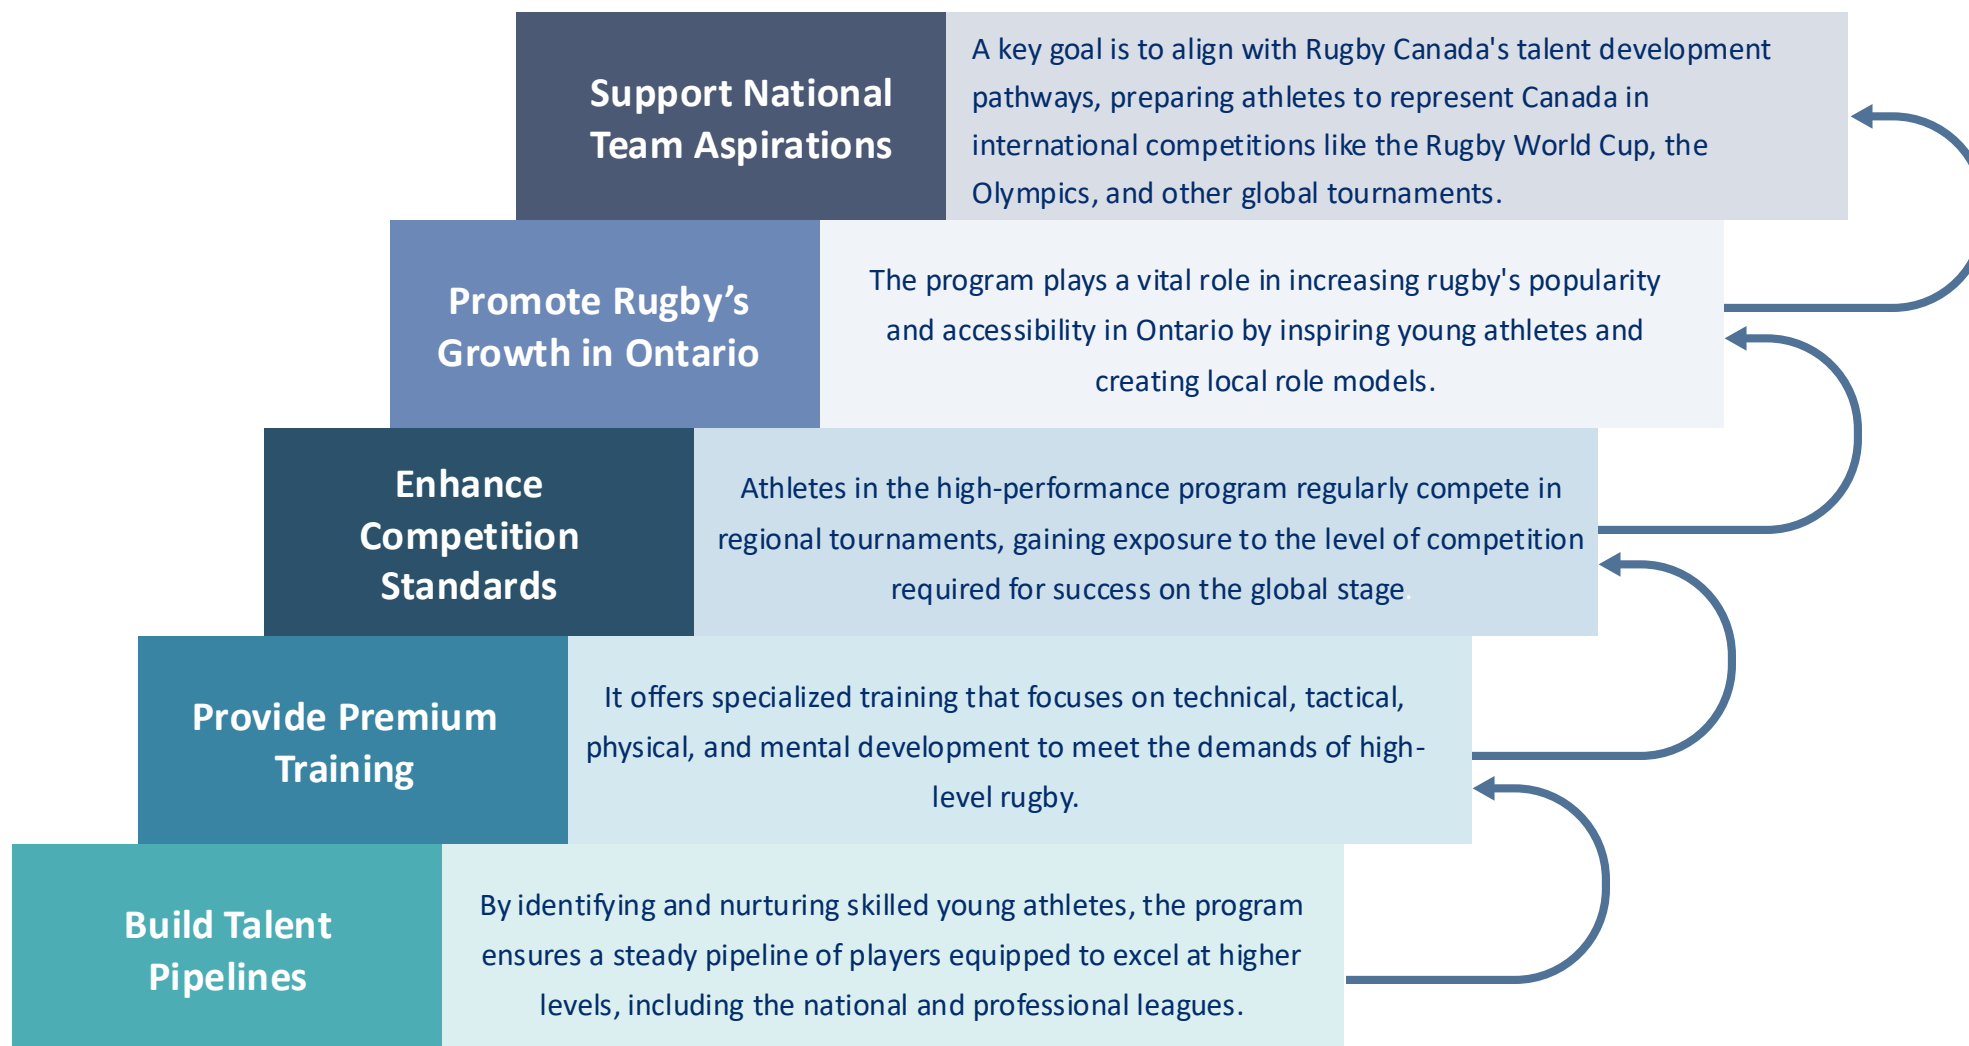 Support National
Team Aspirations
A key goal is to align with Rugby Canada's talent development
pathways, preparing athletes to represent Canada in
international competitions like the Rugby World Cup, the
Olympics, and other global tournaments.
Promote Rugby’s
Growth in Ontario
The program plays a vital role in increasing rugby's popularity
and accessibility in Ontario by inspiring young athletes and
creating local role models.
Enhance
Competition
Standards
Athletes in the high-performance program regularly compete in
regional tournaments, gaining exposure to the level of competition
required for success on the global stage.
Provide Premium
Training
It offers specialized training that focuses on technical, tactical,
physical, and mental development to meet the demands of high-
level rugby.
Build Talent
Pipelines
By identifying and nurturing skilled young athletes, the program
ensures a steady pipeline of players equipped to excel at higher
levels, including the national and professional leagues.